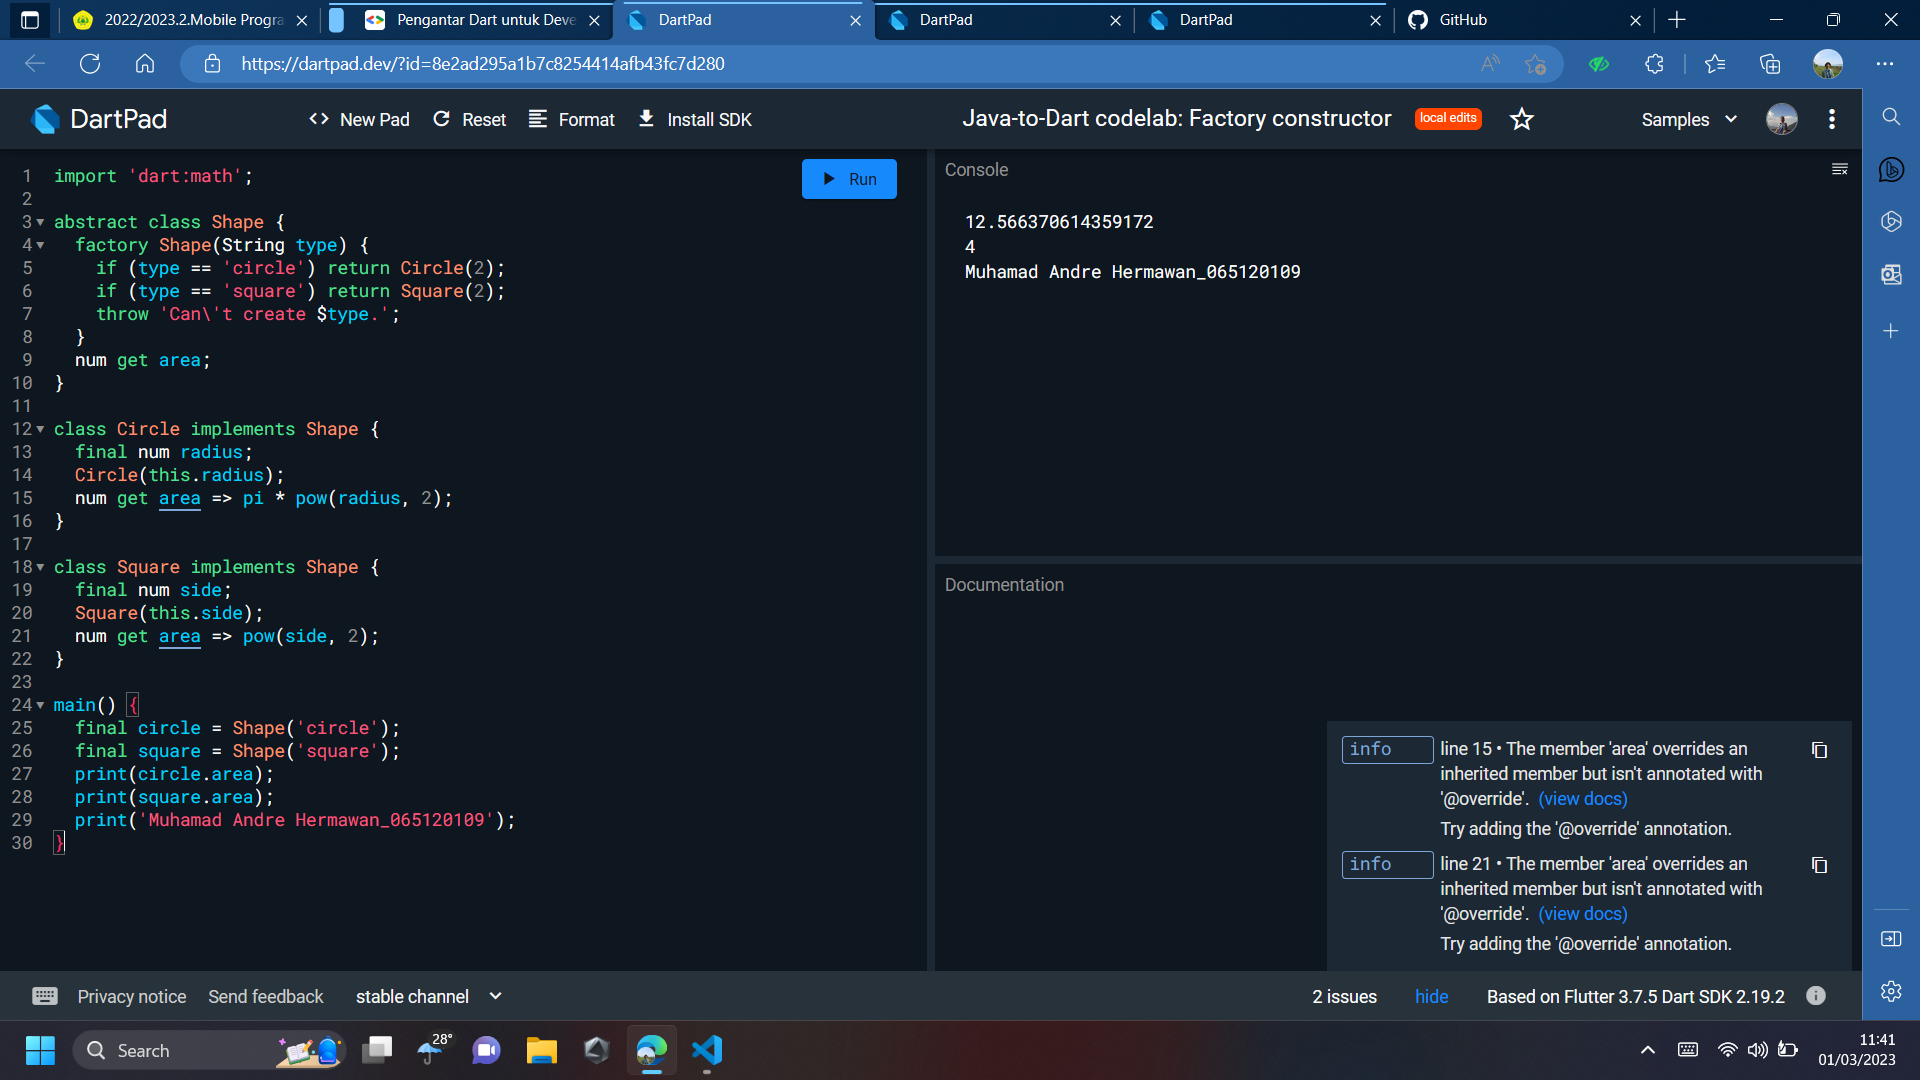 2022/2023.2.Mobile Progra
Pengantar Dart untuk Deve
DartPad
DartPad
DartPad
GitHub
https://dartpad.dev/?id=8e2ad295a1b7c8254414afb43fc7d280
DartPad
New Pad
Reset
Format
Install SDK
Java-to-Dart codelab: Factory constructor
local edits
Samples
Run
1 import 'dart:math';
2
3 abstract class Shape {
4 factory Shape(String type) {
5 if (type == 'circle') return Circle(2);
6 if (type == 'square') return Square(2);
7 throw 'Can\'t create $type.';
8 }
9 num get area;
10 }
11
12 class Circle implements Shape {
13 final num radius;
14 Circle(this.radius);
15 num get area => pi * pow(radius, 2);
16 }
17
18 class Square implements Shape {
19 final num side;
20 Square(this.side);
21 num get area => pow(side, 2);
22 }
23
24 main() {
25 final circle = Shape('circle');
26 final square = Shape('square');
27 print(circle.area);
28 print(square.area);
29 print('Muhamad Andre Hermawan_065120109');
30 }
Console
12.566370614359172
4
Muhamad Andre Hermawan_065120109
Documentation
info
line 15 • The member 'area' overrides an
inherited member but isn't annotated with
'@override'. (view docs)
Try adding the '@override' annotation.
info
line 21 • The member 'area' overrides an
inherited member but isn't annotated with
'@override'. (view docs)
Try adding the '@override' annotation.
Privacy notice
Send feedback
stable channel
2 issues
hide
Based on Flutter 3.7.5 Dart SDK 2.19.2
Search
28°
11:41
01/03/2023